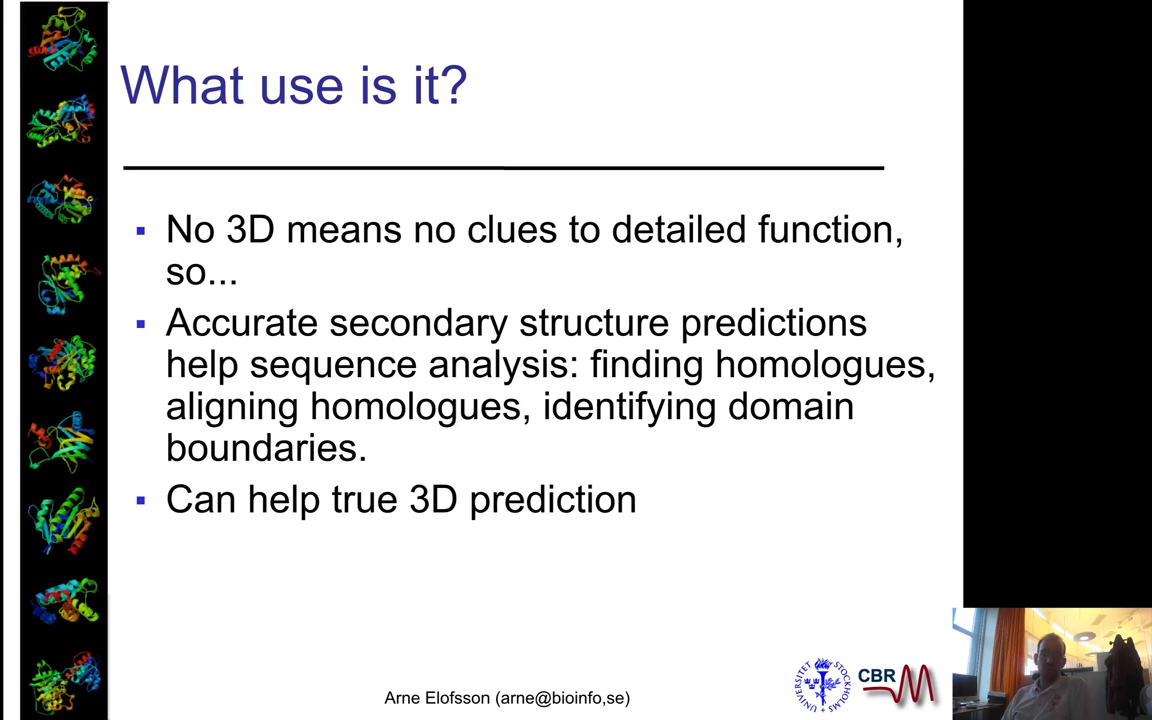 What use is it?
▪ No 3D means no clues to detailed function,
so...
▪ Accurate secondary structure predictions
help sequence analysis: finding homologues,
aligning homologues, identifying domain
boundaries.
▪ Can help true 3D prediction
Arne Elofsson (arne@bioinfo,se)
STOCKHOLMS UNIVERSITET
CBR